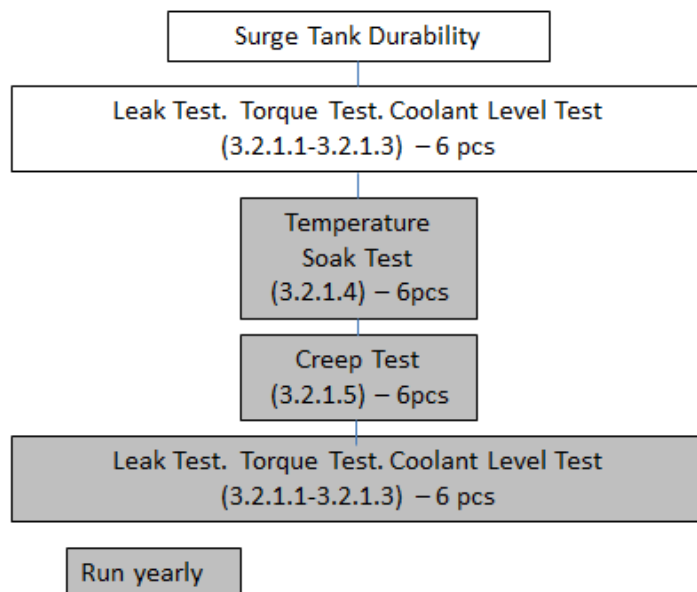 Surge Tank Durability
Leak Test. Torque Test. Coolant Level Test
(3.2.1.1-3.2.1.3) – 6 pcs
Temperature
Soak Test
(3.2.1.4) – 6pcs
Creep Test
(3.2.1.5) – 6pcs
Leak Test. Torque Test. Coolant Level Test
(3.2.1.1-3.2.1.3) – 6 pcs
Run yearly